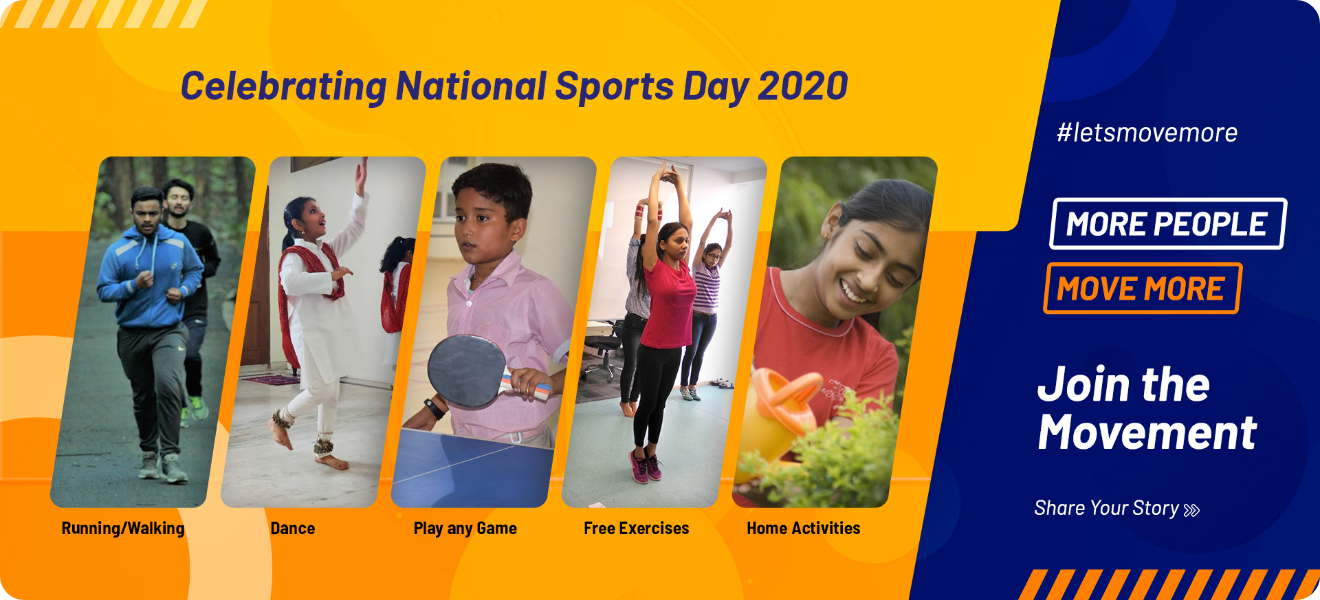 Celebrating National Sports Day 2020
#letsmovemore
MORE PEOPLE
MOVE MORE
Join the
Movement
Share Your Story
Running/Walking
Dance
Play any Game
Free Exercises
Home Activities